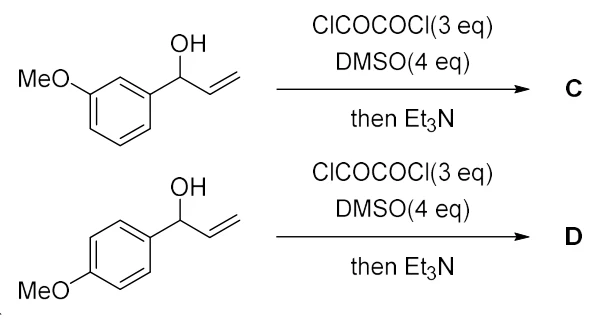 OH
MeO
ClCOCOCl(3 eq)
DMSO(4 eq)
then Et₃N
C
OH
MeO
ClCOCOCl(3 eq)
DMSO(4 eq)
then Et₃N
D